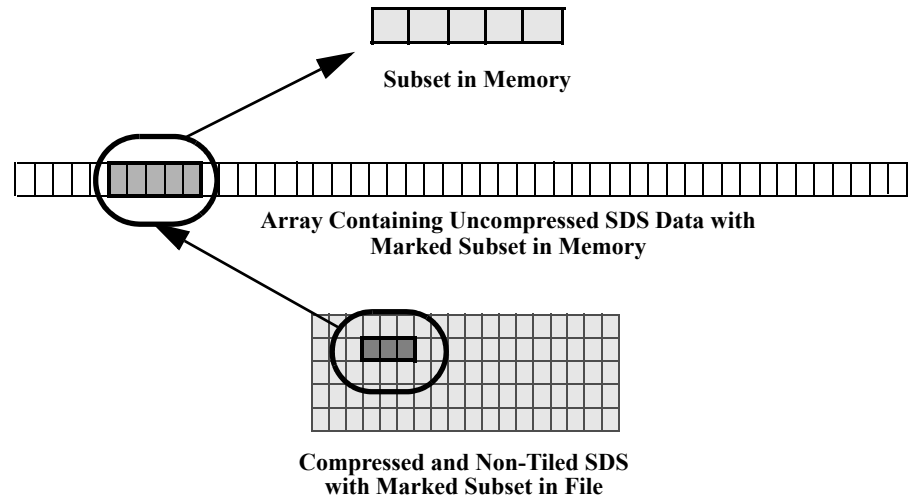 Subset in Memory
Array Containing Uncompressed SDS Data with
Marked Subset in Memory
Compressed and Non-Tiled SDS
with Marked Subset in File